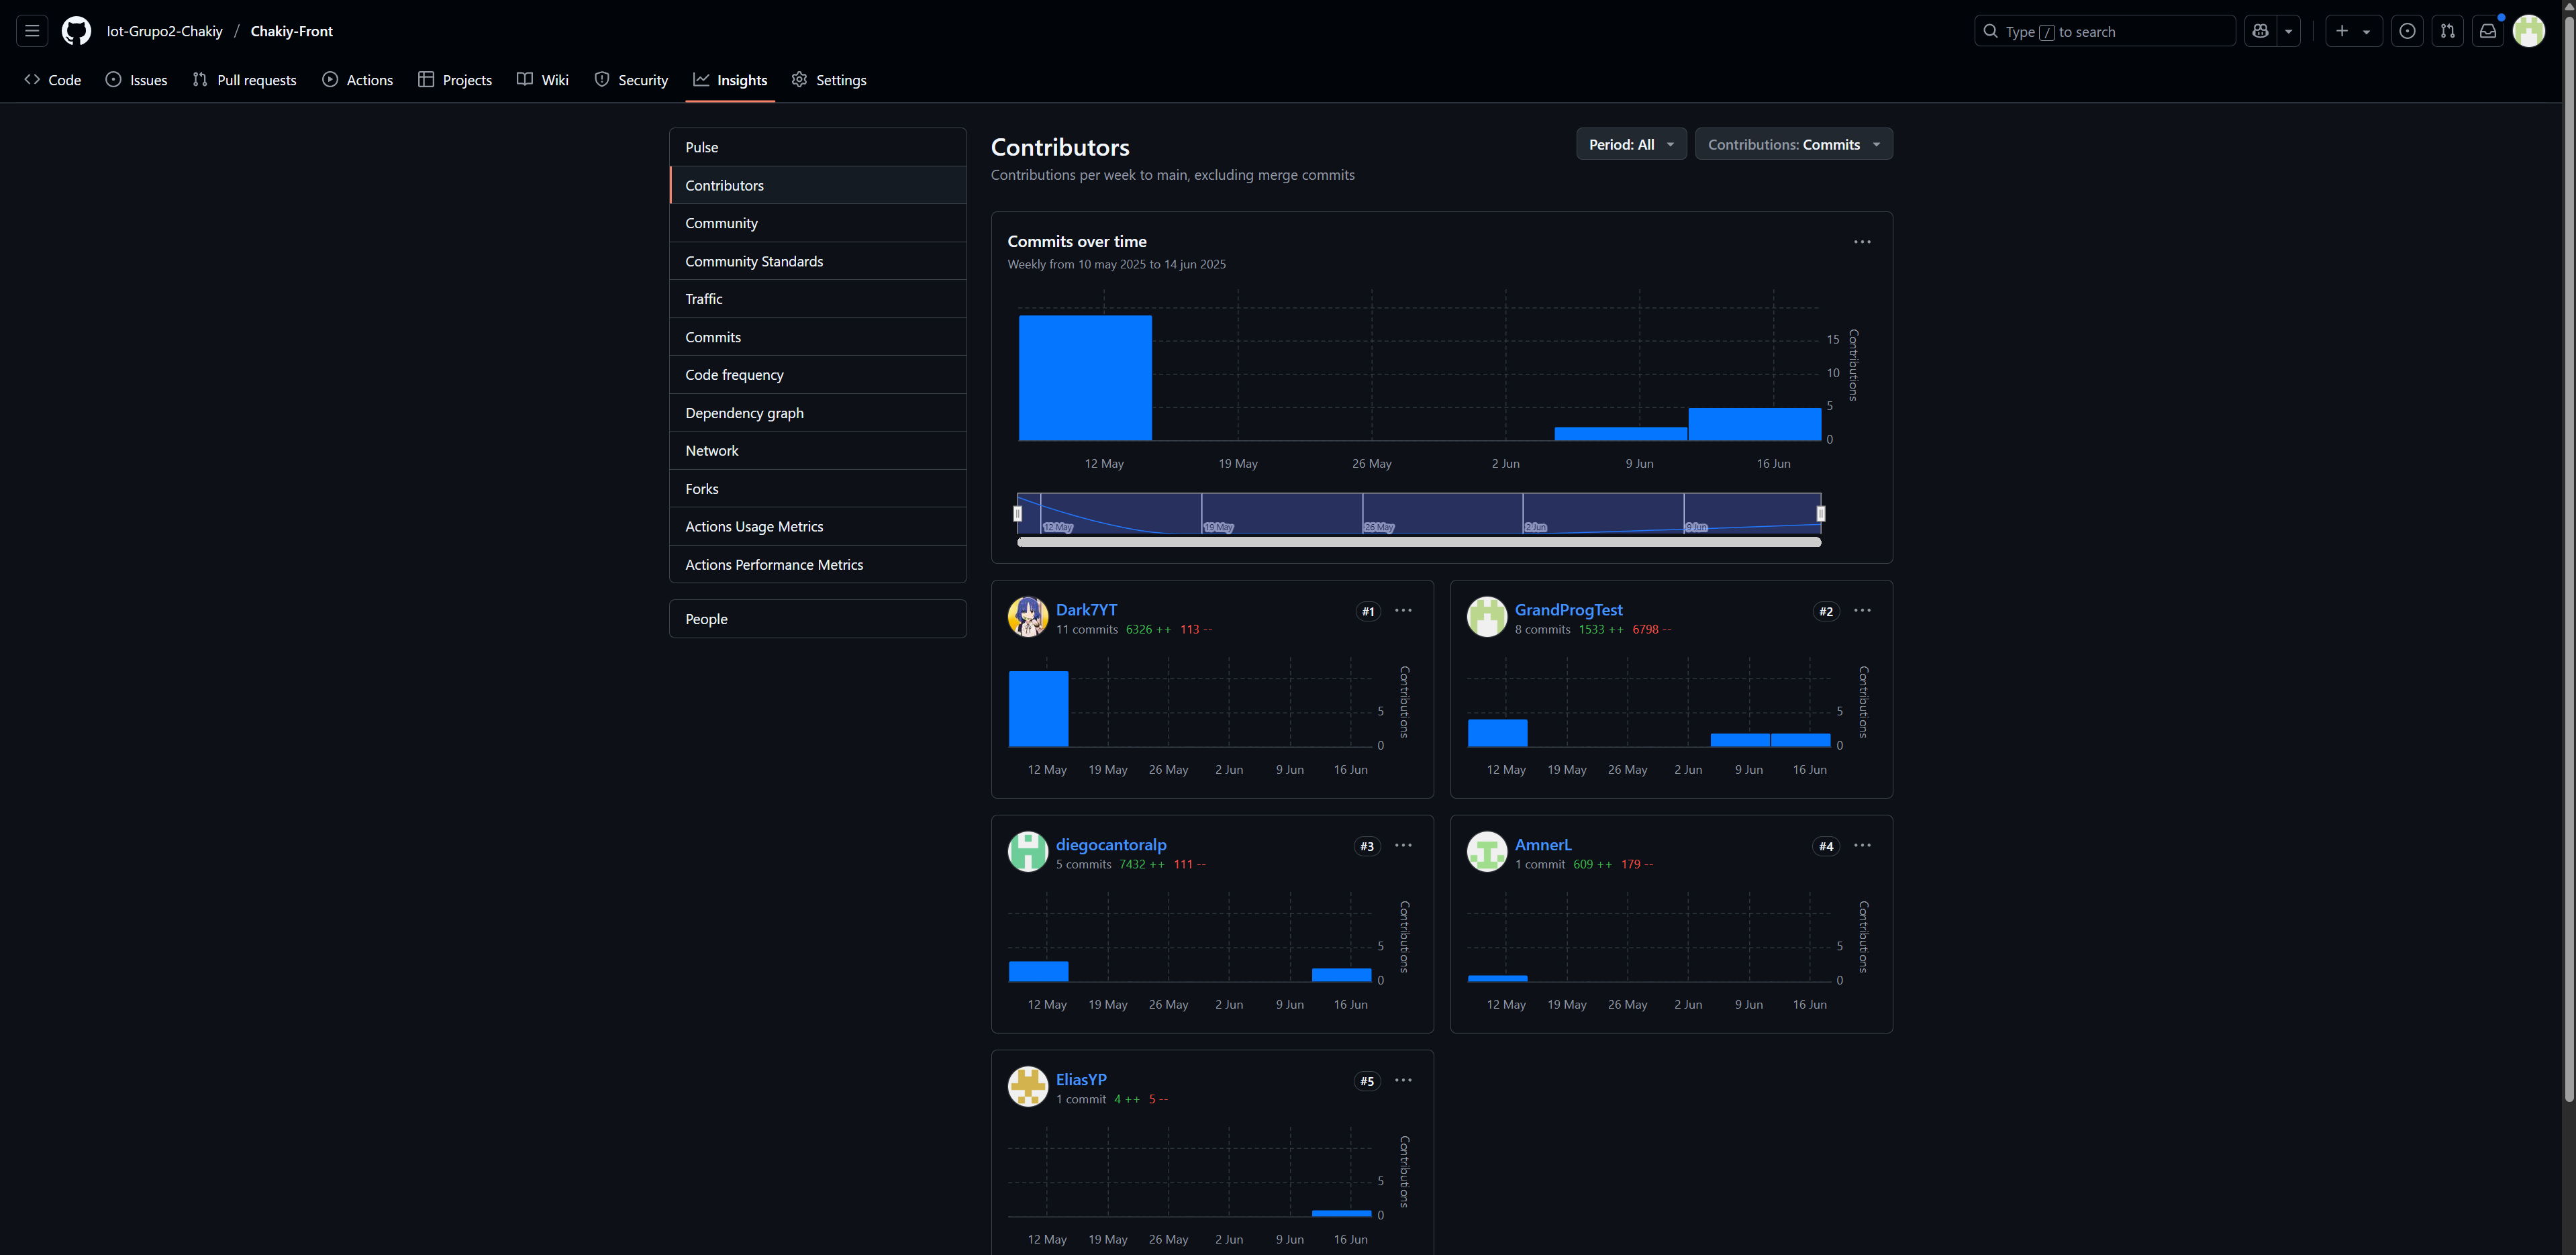 Iot-Grupo2-Chakiy / Chakiy-Front
Type / to search
Code Issues Pull requests Actions Projects Wiki Security Insights Settings
Pulse
Contributors
Community
Community Standards
Traffic
Commits
Code frequency
Dependency graph
Network
Forks
Actions Usage Metrics
Actions Performance Metrics
People
Contributors
Period: All
Contributions: Commits
Contributions per week to main, excluding merge commits
Commits over time
Weekly from 10 may 2025 to 14 jun 2025
15
10
5
0
Contributions
12 May 19 May 26 May 2 Jun 9 Jun 16 Jun
12 May 19 May 26 May 2 Jun 9 Jun
Dark7YT
#1
11 commits 6326 ++ 113 --
5
0
Contributions
12 May 19 May 26 May 2 Jun 9 Jun 16 Jun
GrandProgTest
#2
8 commits 1533 ++ 6798 --
5
0
Contributions
12 May 19 May 26 May 2 Jun 9 Jun 16 Jun
diegocantoralp
#3
5 commits 7432 ++ 111 --
5
0
Contributions
12 May 19 May 26 May 2 Jun 9 Jun 16 Jun
AmnerL
#4
1 commit 609 ++ 179 --
5
0
Contributions
12 May 19 May 26 May 2 Jun 9 Jun 16 Jun
EliasYP
#5
1 commit 4 ++ 5 --
5
0
Contributions
12 May 19 May 26 May 2 Jun 9 Jun 16 Jun